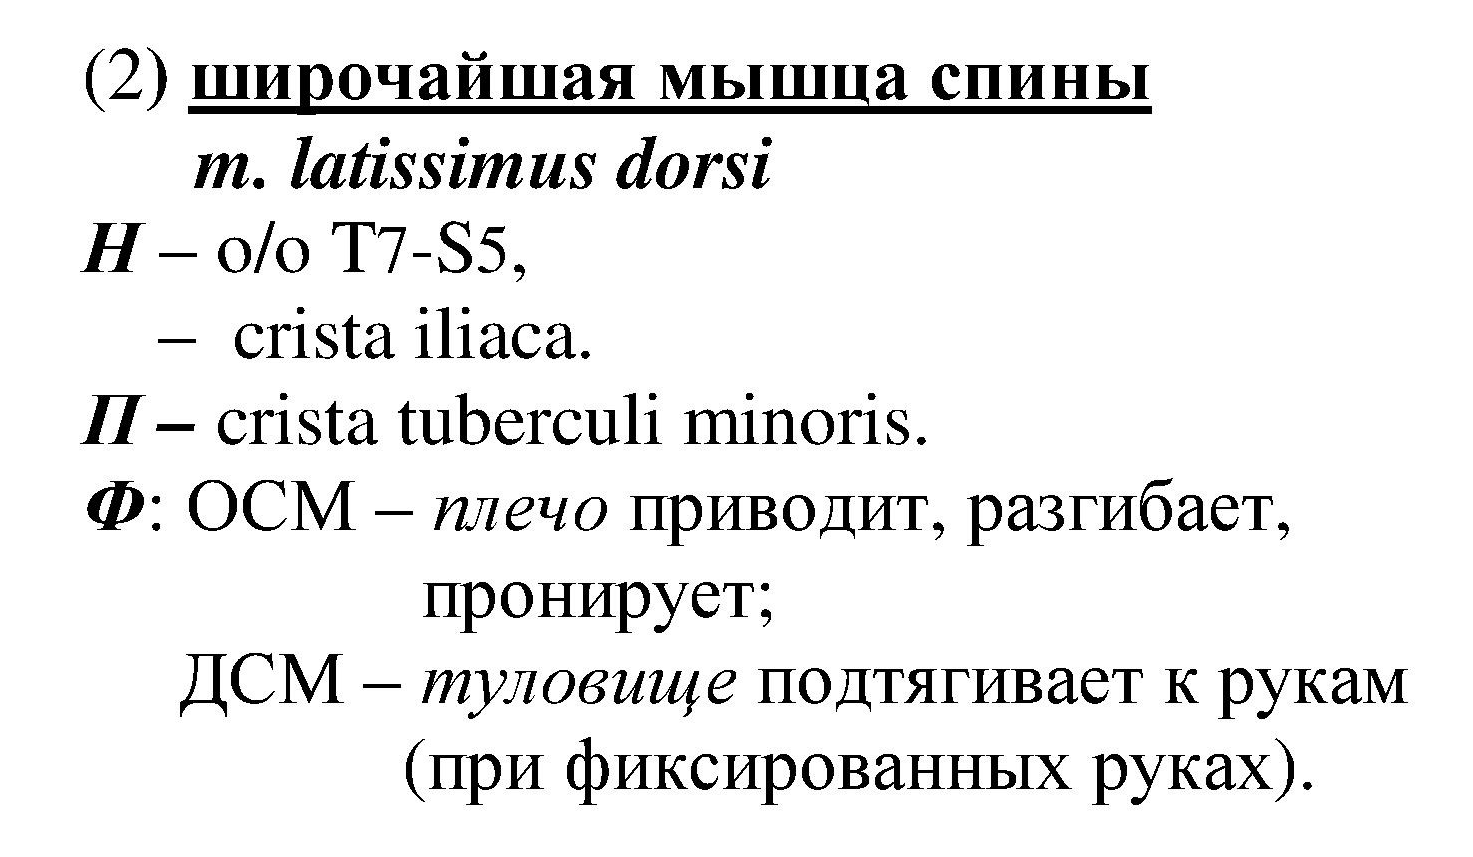 (2) широчайшая мышца спины
m. latissimus dorsi
Н – о/о T7-S5,
– crista iliaca.
П – crista tuberculi minoris.
Ф: ОСМ – плечо приводит, разгибает,
пронирует;
ДСМ – туловище подтягивает к рукам
(при фиксированных руках).